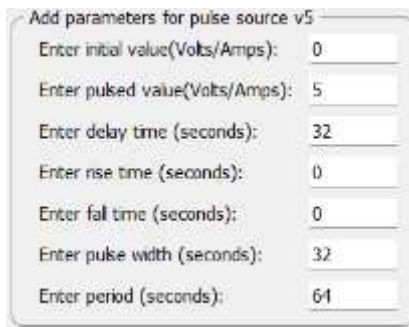 Add parameters for pulse source v5
Enter initial value(Volts/Amps): 0
Enter pulsed value(Volts/Amps): 5
Enter delay time (seconds): 32
Enter rise time (seconds): 0
Enter fall time (seconds): 0
Enter pulse width (seconds): 32
Enter period (seconds): 64